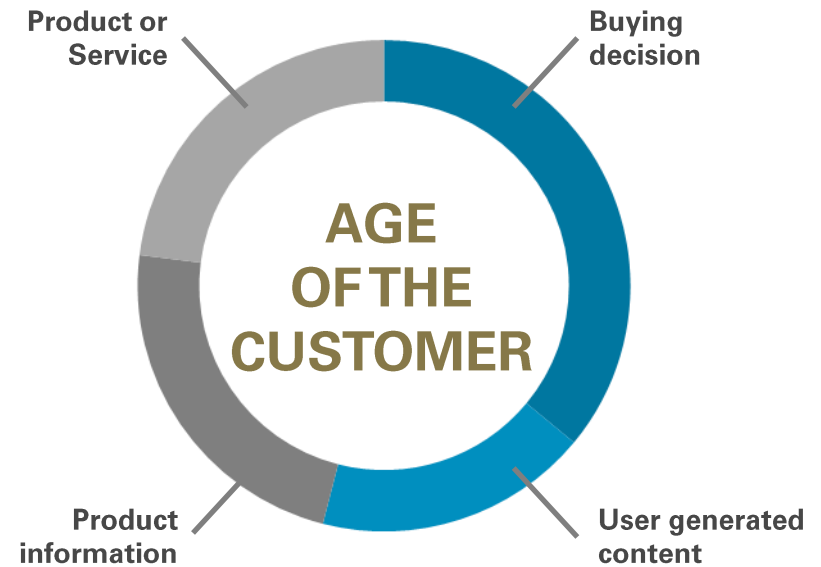 Product or
Service
Buying
decision
AGE
OF THE
CUSTOMER
Product
information
User generated
content